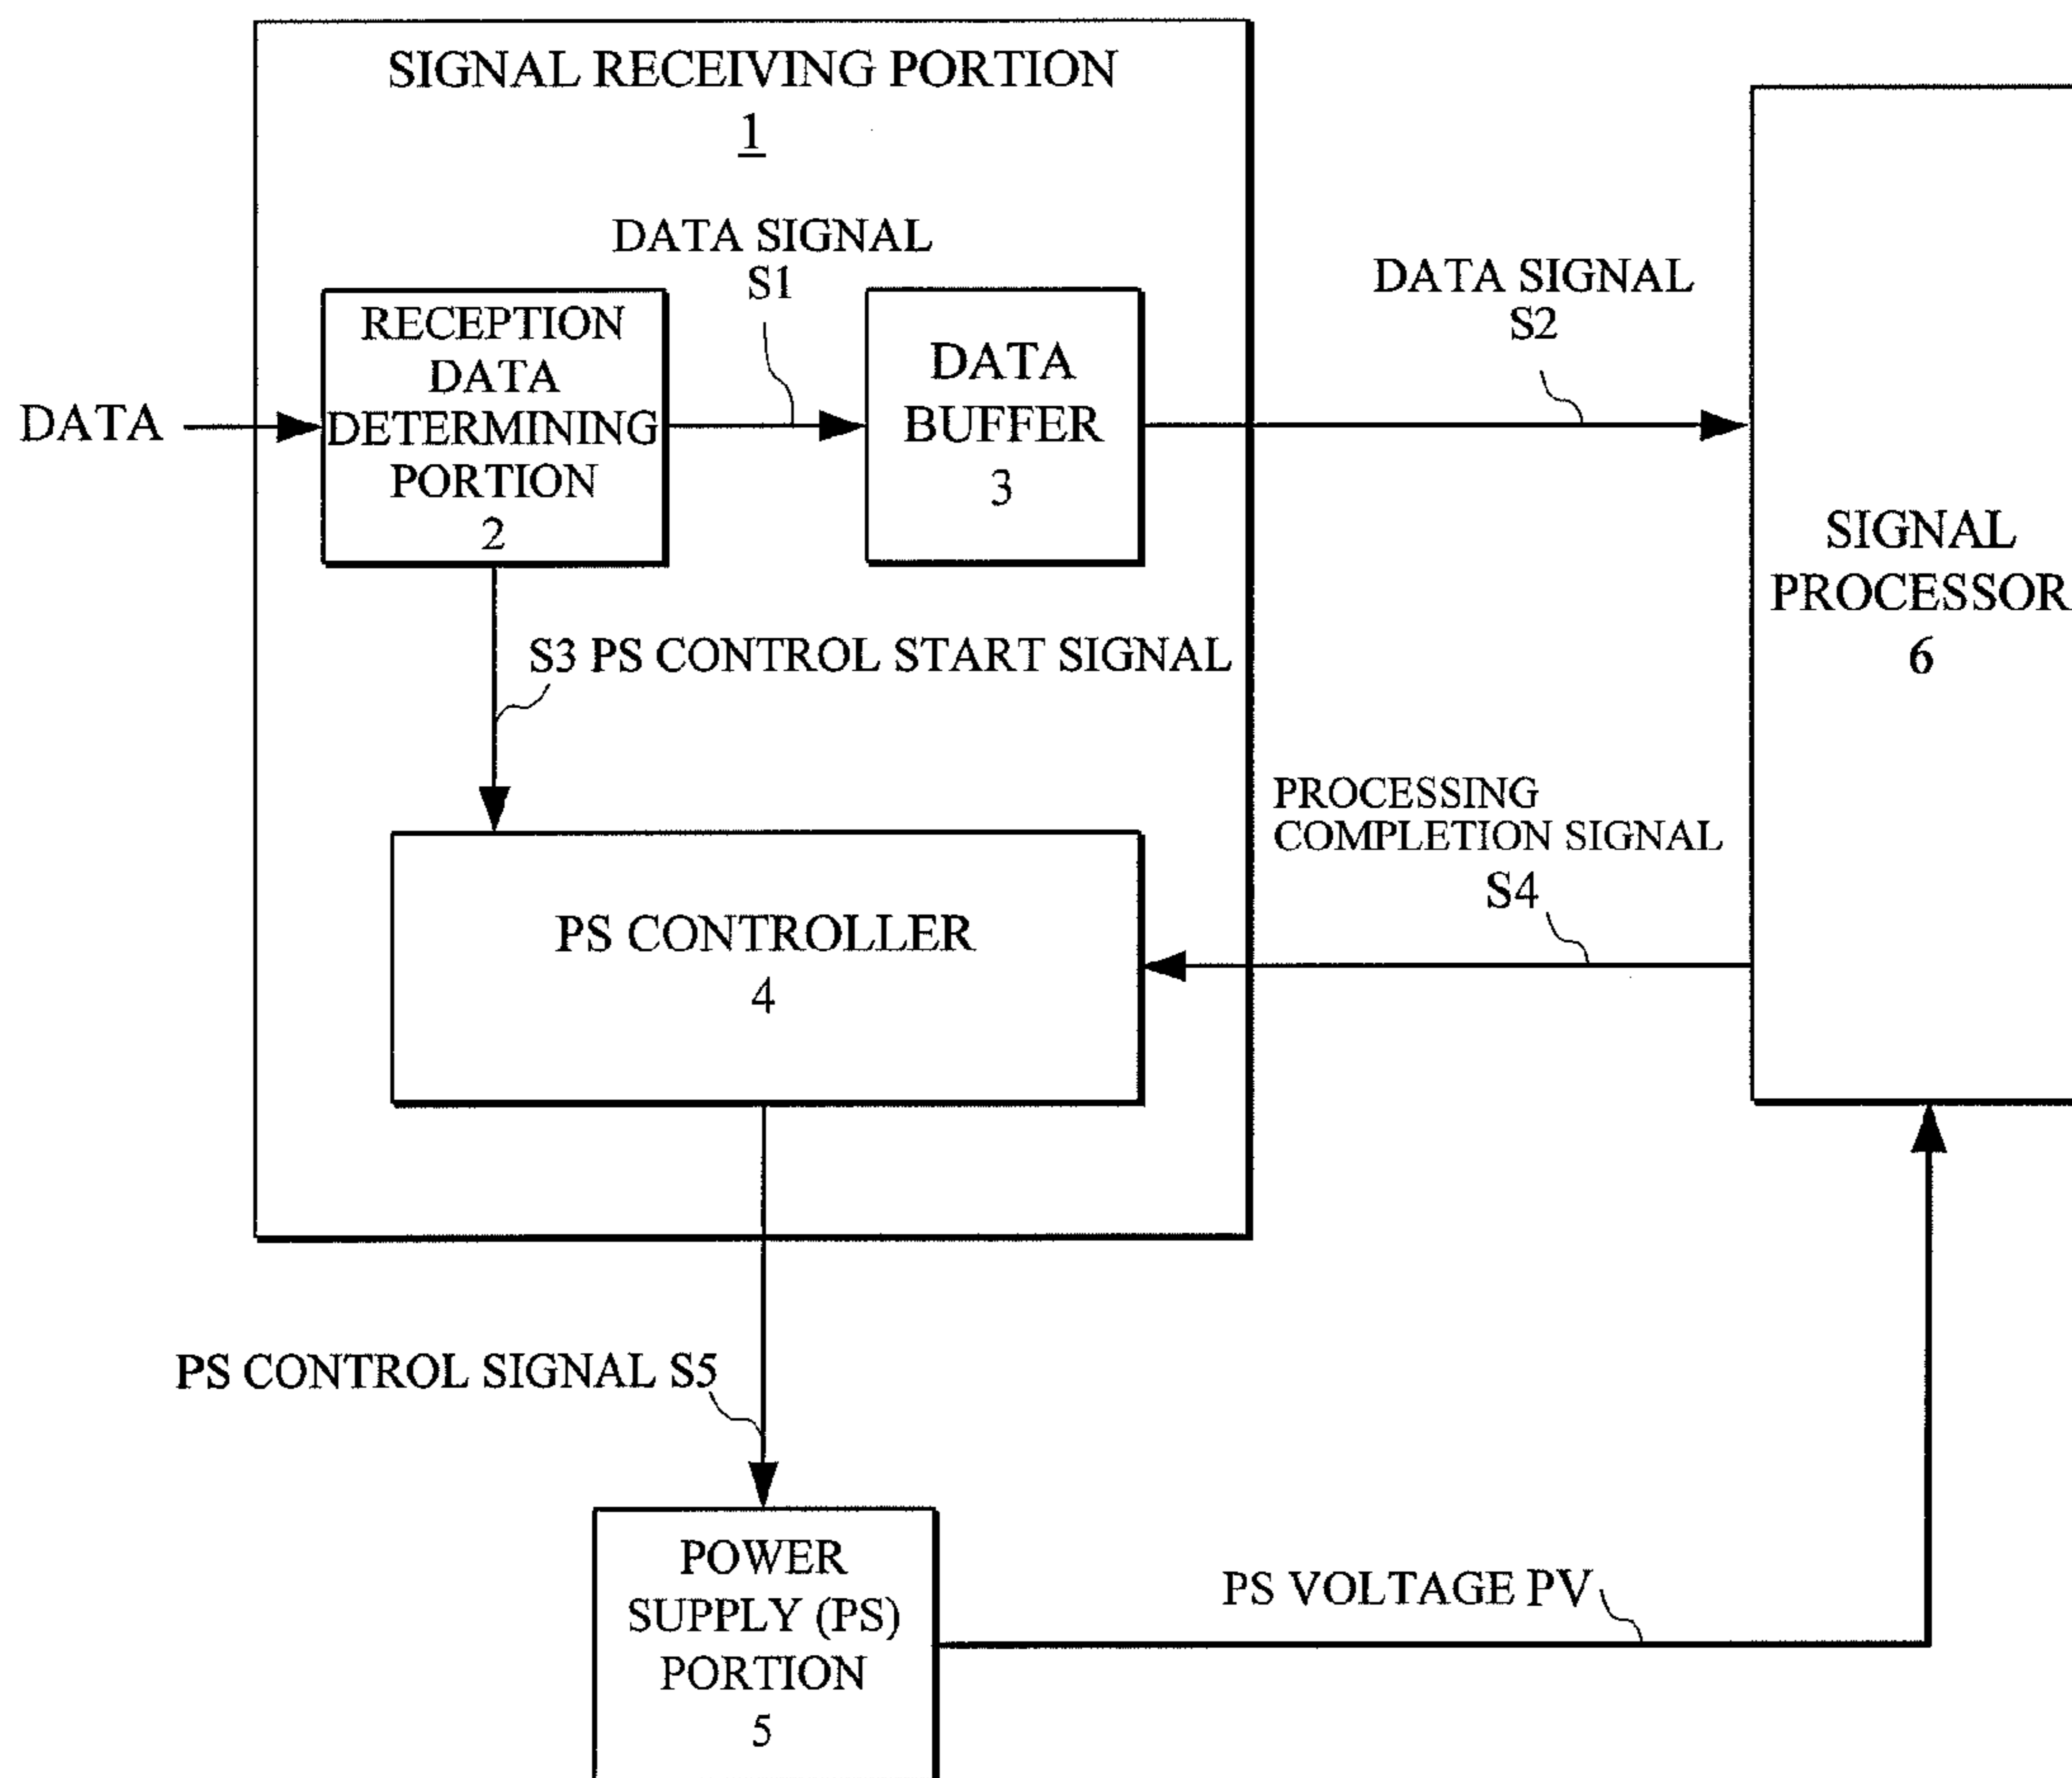 SIGNAL RECEIVING PORTION
1
DATA SIGNAL
S1
DATA SIGNAL
S2
DATA
RECEPTION
DATA
DETERMINING
PORTION
2
DATA
BUFFER
3
SIGNAL
PROCESSOR
6
S3 PS CONTROL START SIGNAL
PROCESSING
COMPLETION SIGNAL
S4
PS CONTROLLER
4
PS CONTROL SIGNAL S5
POWER
SUPPLY (PS)
PORTION
5
PS VOLTAGE PV